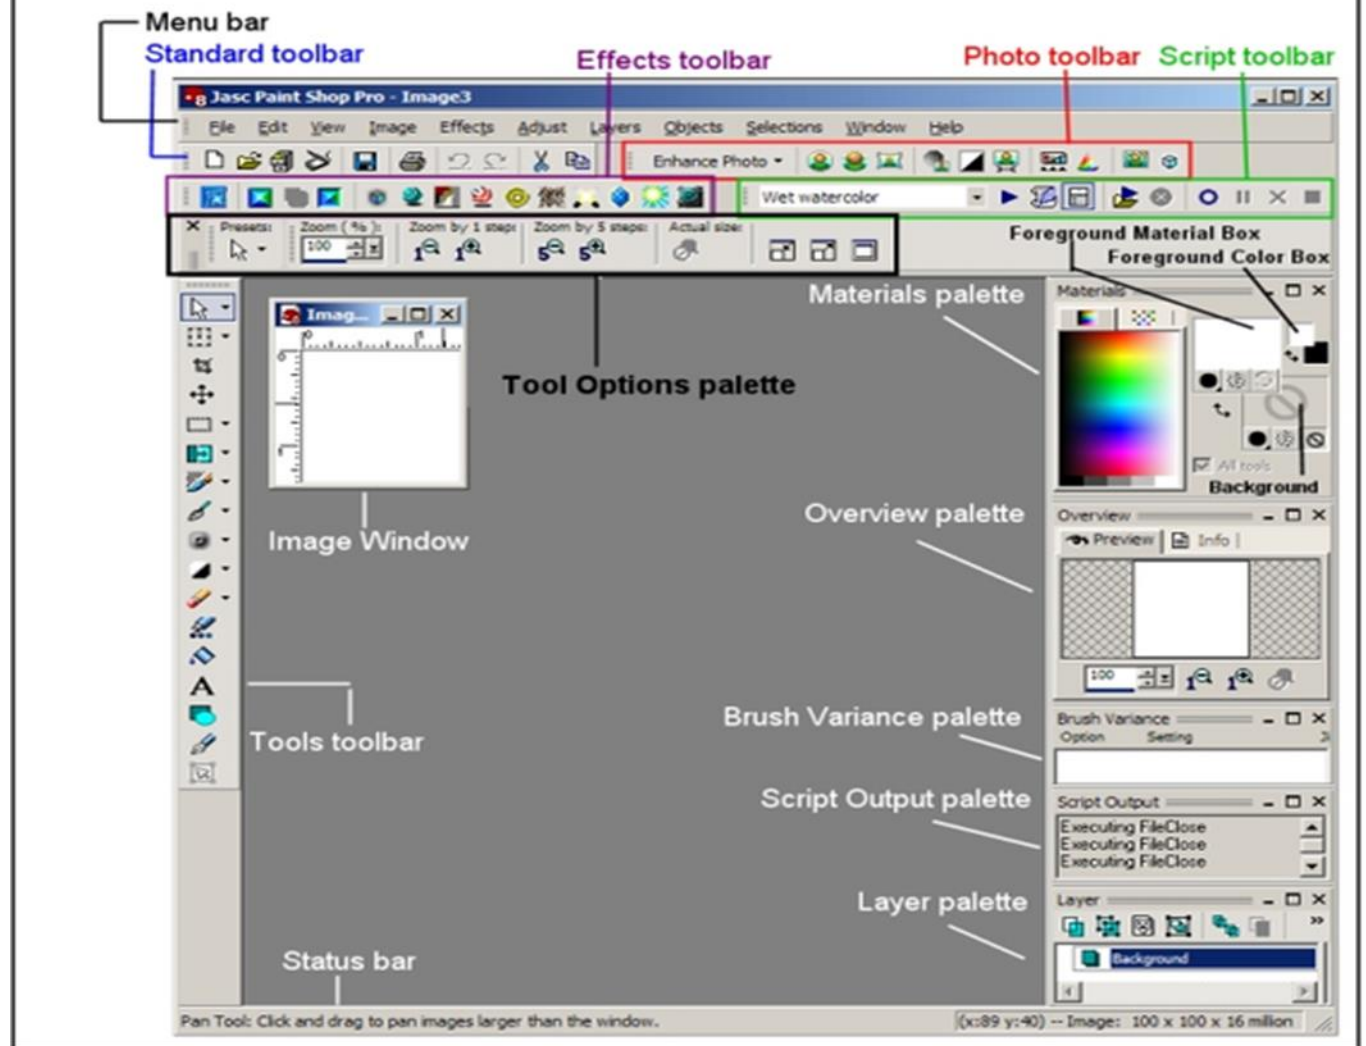 Menu bar
Standard toolbar
Effects toolbar
Photo toolbar
Script toolbar
Jasc Paint Shop Pro - Image3
File Edit View Image Effects Adjust Layers Objects Selections Window Help
Enhance Photo
Wet watercolor
Presets: Zoom (%): Zoom by 1 step: Zoom by 5 steps: Actual size:
100
Foreground Material Box
Foreground Color Box
Materials palette
Materials
Imag...
Tool Options palette
All tools
Background
Image Window
Overview palette
Overview
Preview Info
100
Tools toolbar
Brush Variance palette
Brush Variance
Option Setting
Script Output palette
Script Output
Executing FileClose
Executing FileClose
Executing FileClose
Layer palette
Layer
Background
Status bar
Pan Tool: Click and drag to pan images larger than the window.
(x:89 y:40) -- Image: 100 x 100 x 16 million